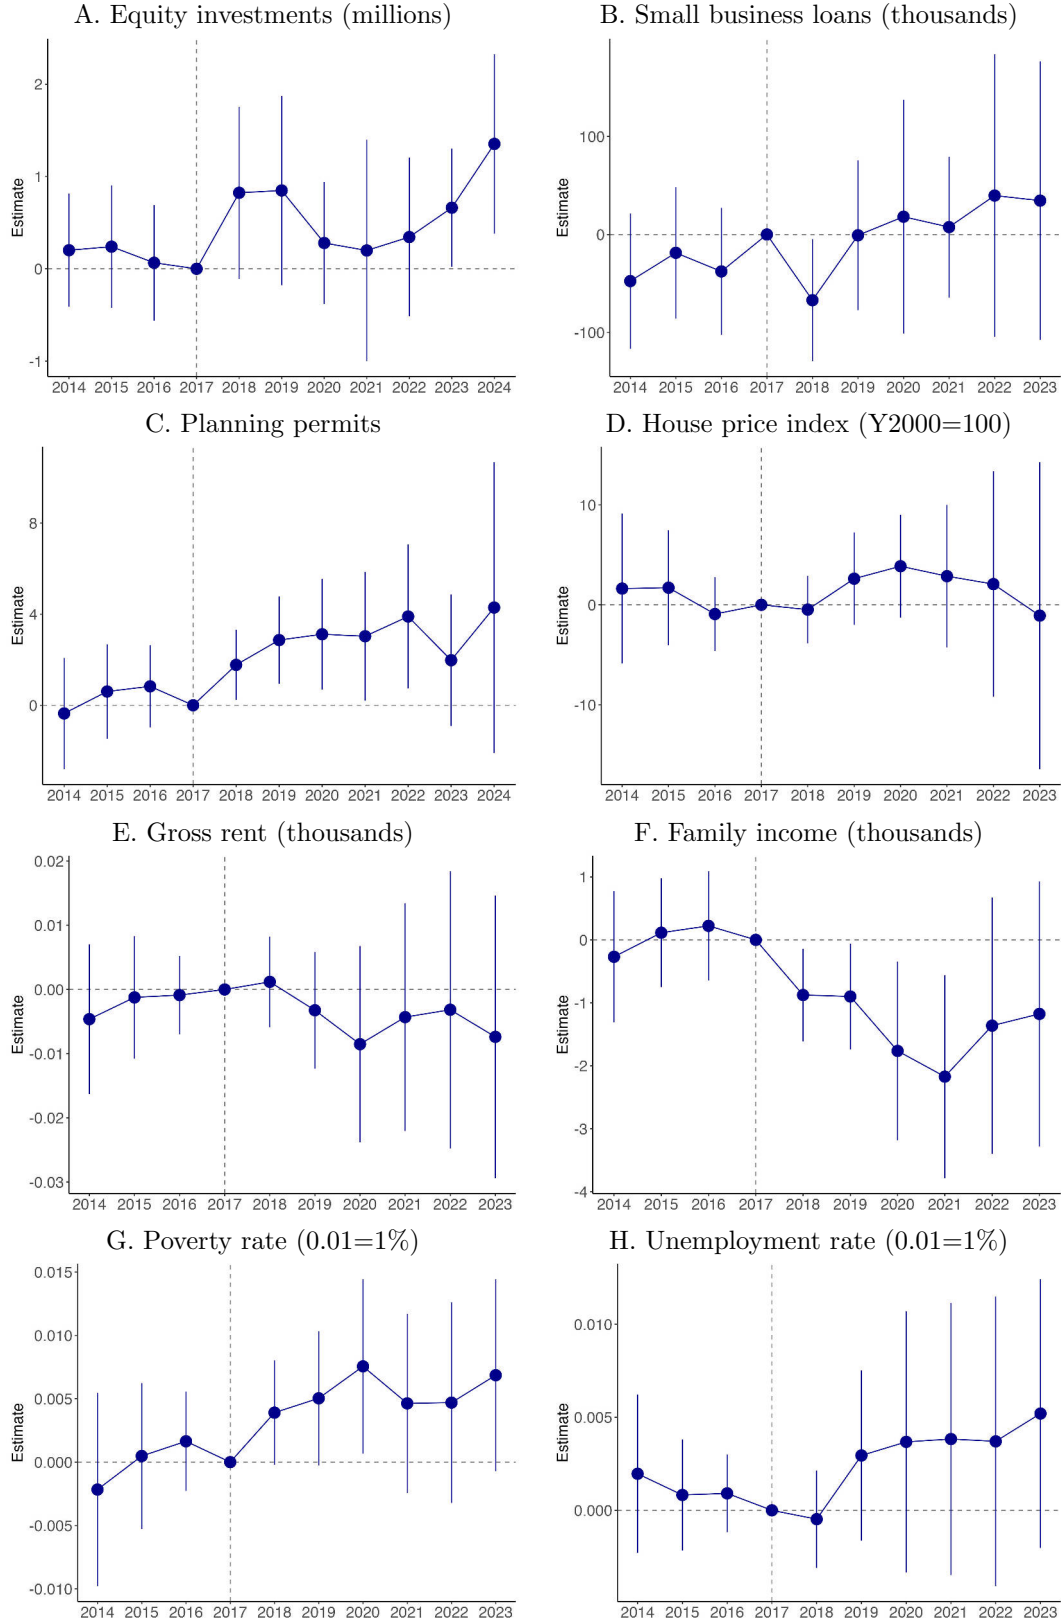 A. Equity investments (millions)
Estimate
2
1
0
-1
2014 2015 2016 2017 2018 2019 2020 2021 2022 2023 2024
B. Small business loans (thousands)
Estimate
100
0
-100
2014 2015 2016 2017 2018 2019 2020 2021 2022 2023
C. Planning permits
Estimate
8
4
0
2014 2015 2016 2017 2018 2019 2020 2021 2022 2023 2024
D. House price index (Y2000=100)
Estimate
10
0
-10
2014 2015 2016 2017 2018 2019 2020 2021 2022 2023
E. Gross rent (thousands)
Estimate
0.02
0.01
0.00
-0.01
-0.02
-0.03
2014 2015 2016 2017 2018 2019 2020 2021 2022 2023
F. Family income (thousands)
Estimate
1
0
-1
-2
-3
-4
2014 2015 2016 2017 2018 2019 2020 2021 2022 2023
G. Poverty rate (0.01=1%)
Estimate
0.015
0.010
0.005
0.000
-0.005
-0.010
2014 2015 2016 2017 2018 2019 2020 2021 2022 2023
H. Unemployment rate (0.01=1%)
Estimate
0.010
0.005
0.000
2014 2015 2016 2017 2018 2019 2020 2021 2022 2023